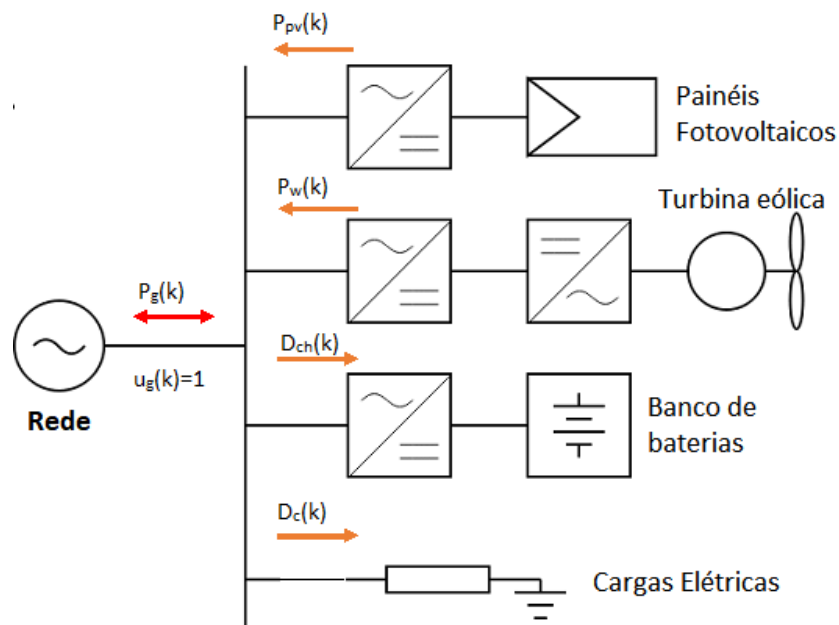 Ppv(k)
Painéis
Fotovoltaicos
Pw(k)
Turbina eólica
Pg(k)
ug(k)=1
Rede
Dch(k)
Banco de
baterias
Dc(k)
Cargas Elétricas